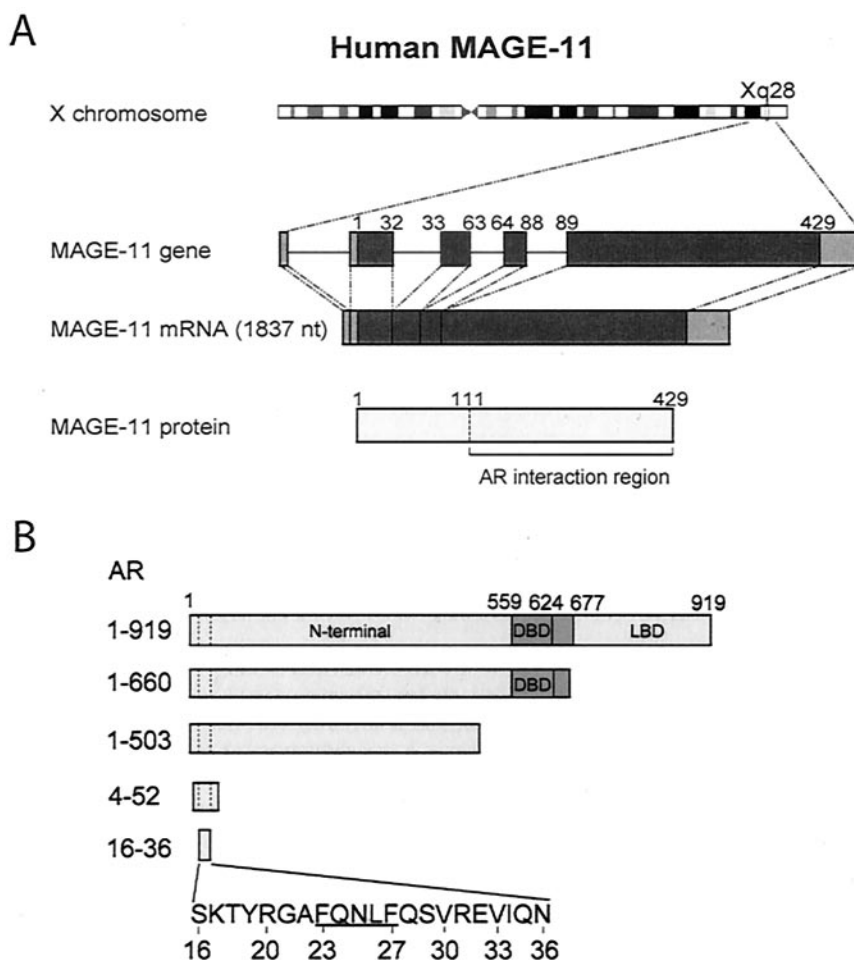 A
Human MAGE-11
Xq28
X chromosome
1 32 33 63 64 88 89 429
MAGE-11 gene
MAGE-11 mRNA (1837 nt)
1 111 429
MAGE-11 protein
AR interaction region
B
AR
1 559 624 677 919
1-919 N-terminal DBD LBD
1-660 DBD
1-503
4-52
16-36
SKTYRGAFQNLFQSVREVIQN
16 20 23 27 30 33 36